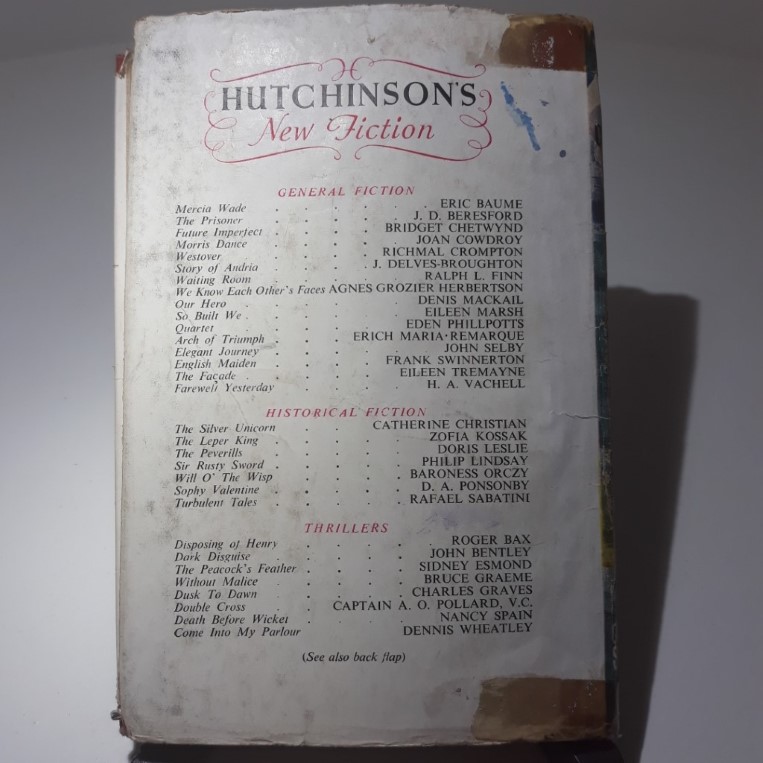 H
HUTCHINSON'S
New Fiction
GENERAL FICTION
Mercia Wade . . . . . . ERIC BAUME
The Prisoner . . . . . J. D. BERESFORD
Future Imperfect . . . . BRIDGET CHETWYND
Morris Dance . . . . . JOAN COWDROY
Westover . . . . . RICHMAL CROMPTON
Story of Andria . . . . J. DELVES-BROUGHTON
Waiting Room . . . . . RALPH L. FINN
We Know Each Other's Faces AGNES GROZIER HERBERTSON
Our Hero . . . . . DENIS MACKAIL
So Built We . . . . . EILEEN MARSH
Quartet . . . . . EDEN PHILLPOTTS
Arch of Triumph . . . ERICH MARIA REMARQUE
Elegant Journey . . . . . JOHN SELBY
English Maiden . . . . FRANK SWINNERTON
The Façade . . . . . EILEEN TREMAYNE
Farewell Yesterday . . . . . H. A. VACHELL
HISTORICAL FICTION
The Silver Unicorn . . . CATHERINE CHRISTIAN
The Leper King . . . . . ZOFIA KOSSAK
The Peverills . . . . . DORIS LESLIE
Sir Rusty Sword . . . . . PHILIP LINDSAY
Will O' The Wisp . . . . . BARONESS ORCZY
Sophy Valentine . . . . . D. A. PONSONBY
Turbulent Tales . . . . . RAFAEL SABATINI
THRILLERS
Disposing of Henry . . . . ROGER BAX
Dark Disguise . . . . . JOHN BENTLEY
The Peacock's Feather . . . . SIDNEY ESMOND
Without Malice . . . . . BRUCE GRAEME
Dusk To Dawn . . . . . CHARLES GRAVES
Double Cross . . CAPTAIN A. O. POLLARD, V.C.
Death Before Wicket . . . . NANCY SPAIN
Come Into My Parlour . . . DENNIS WHEATLEY
(See also back flap)